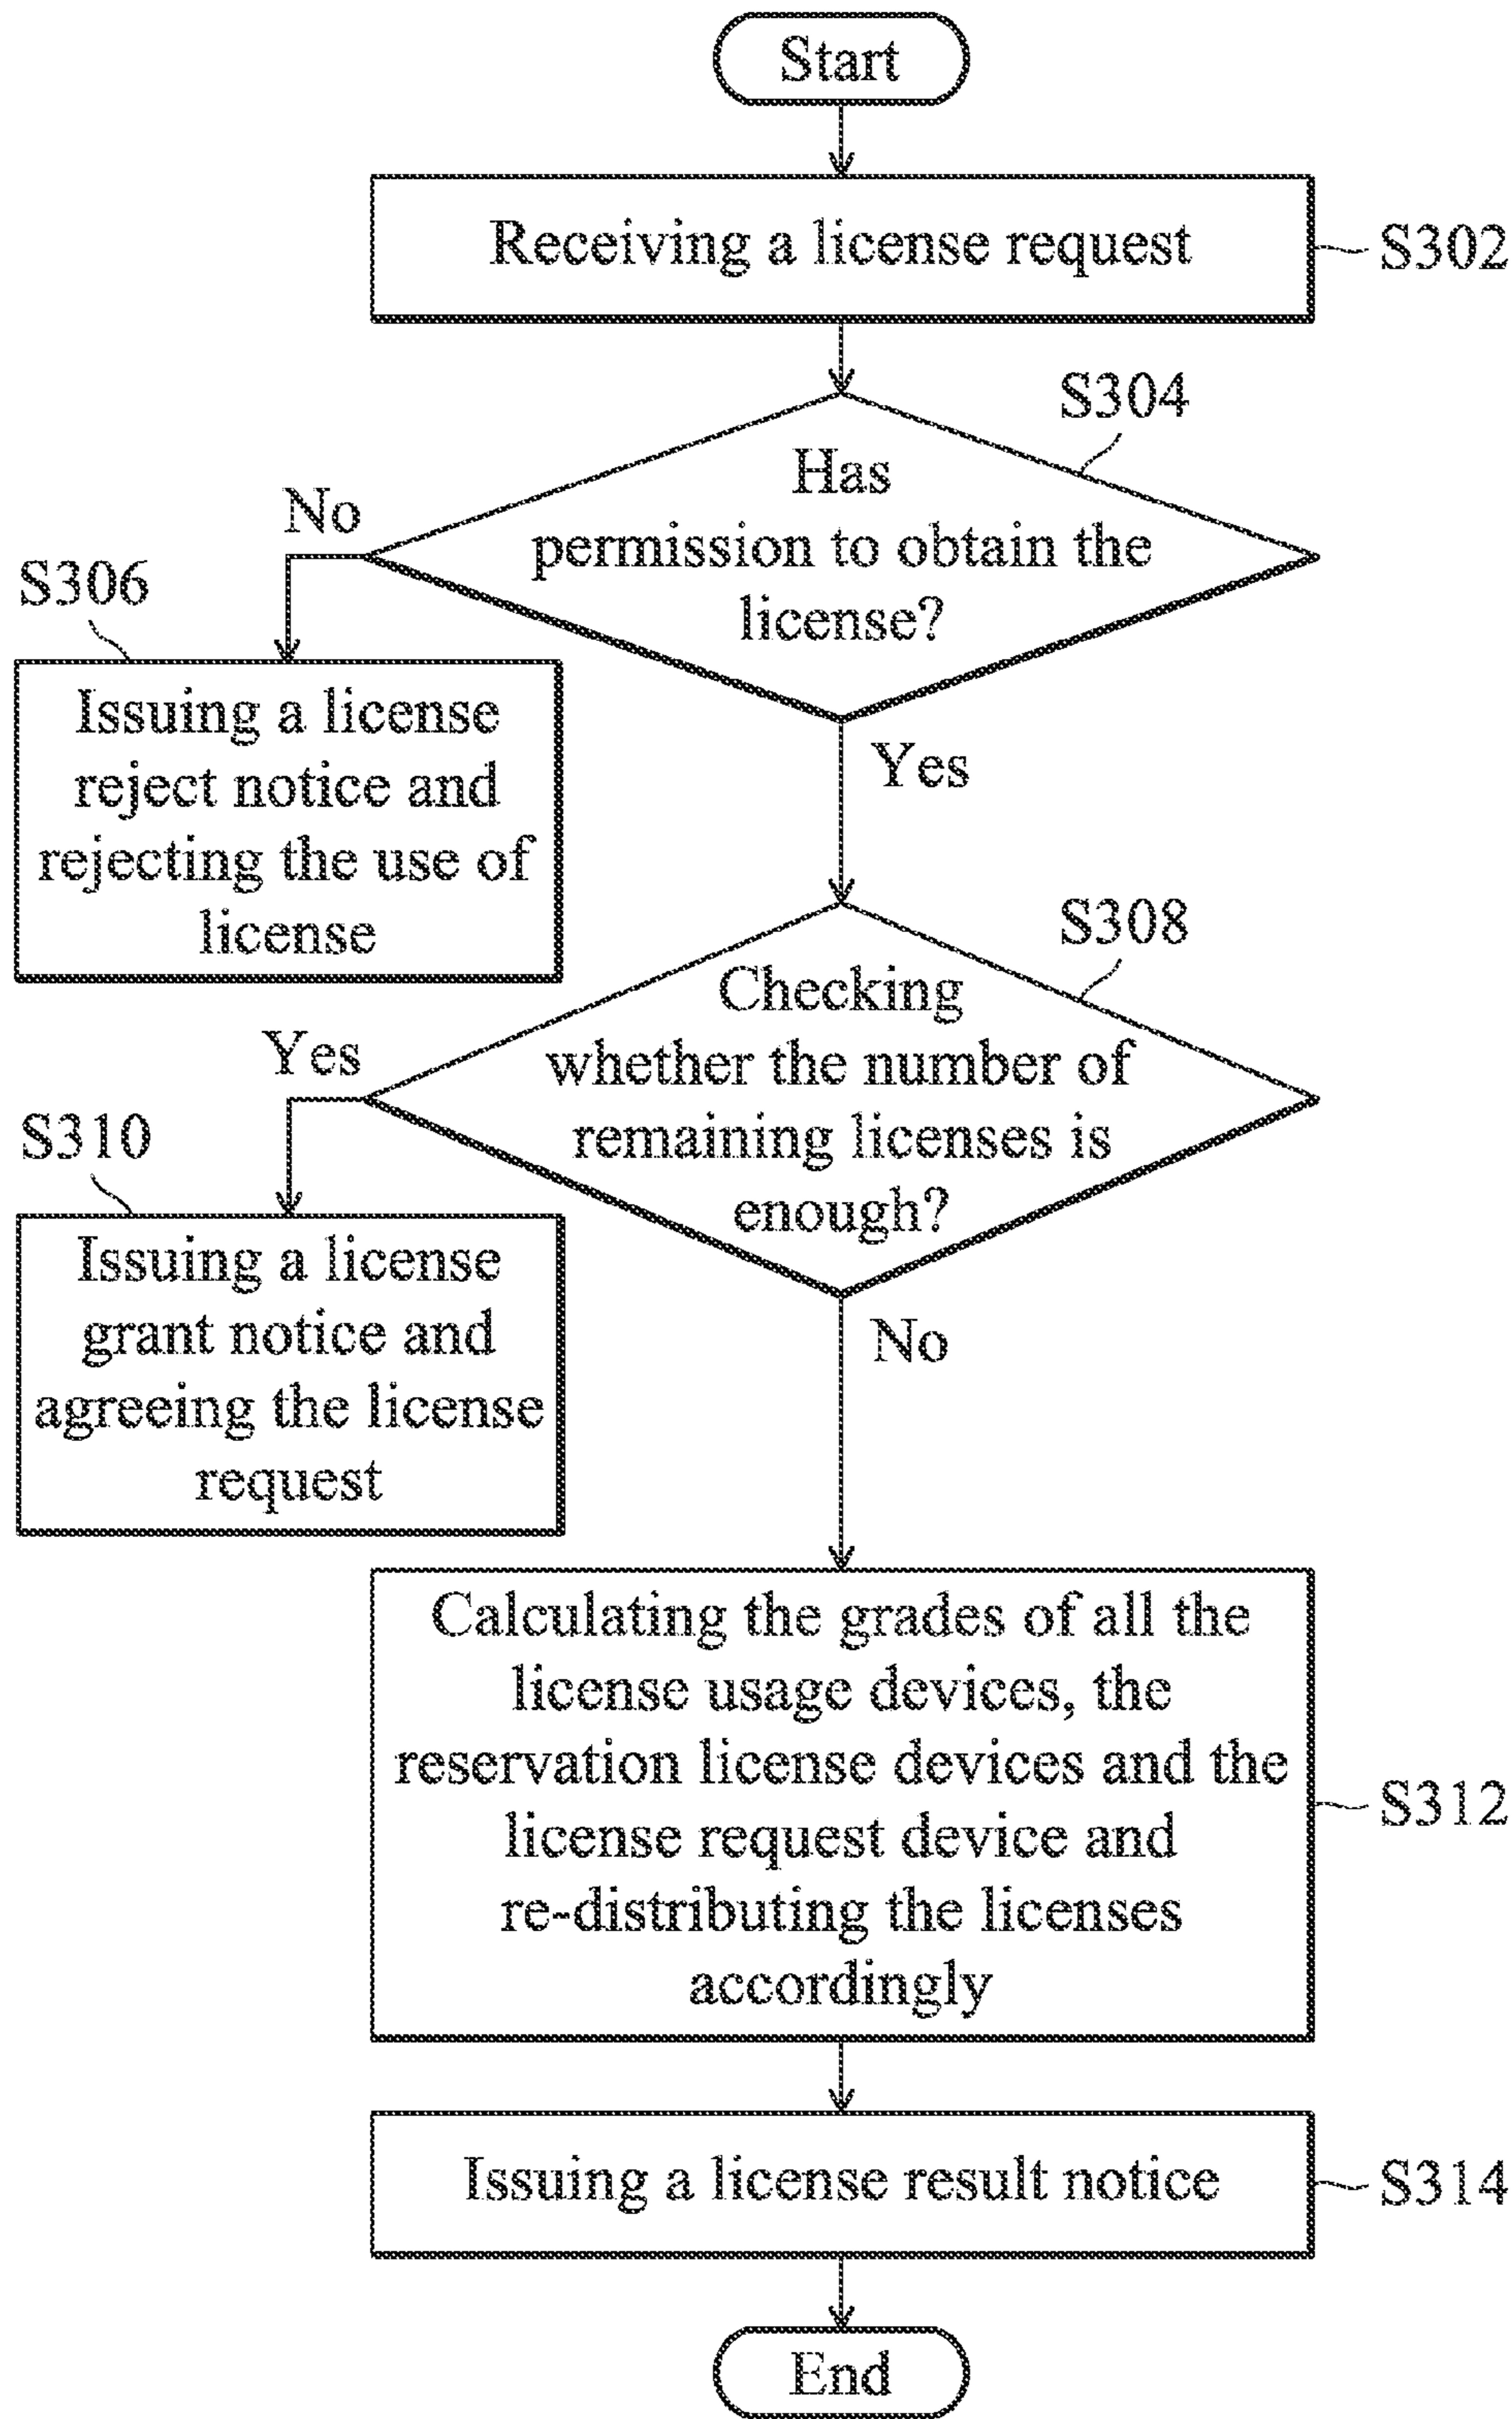 Start
Receiving a license request
S302
S304
Has
permission to obtain the
license?
No
S306
Issuing a license
reject notice and
rejecting the use of
license
Yes
S308
Checking
whether the number of
remaining licenses is
enough?
Yes
S310
Issuing a license
grant notice and
agreeing the license
request
No
Calculating the grades of all the
license usage devices, the
reservation license devices and the
license request device and
re-distributing the licenses
accordingly
S312
Issuing a license result notice
S314
End